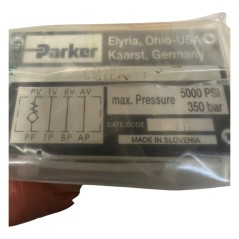 Parker
Elyria, Ohio-USA
Kaarst, Germany
PV TV BV AV
max. Pressure 5000 PSI
350 bar
DATE CODE
PP TP BP AP
MADE IN SLOVENIA